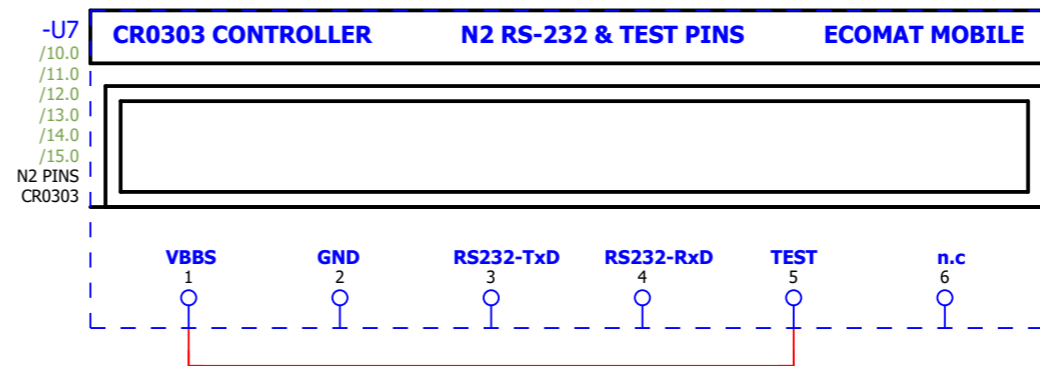 -U7
/10.0
/11.0
/12.0
/13.0
/14.0
/15.0
N2 PINS
CR0303
CR0303 CONTROLLER N2 RS-232 & TEST PINS ECOMAT MOBILE
VBBS GND RS232-TxD RS232-RxD TEST n.c
1 2 3 4 5 6